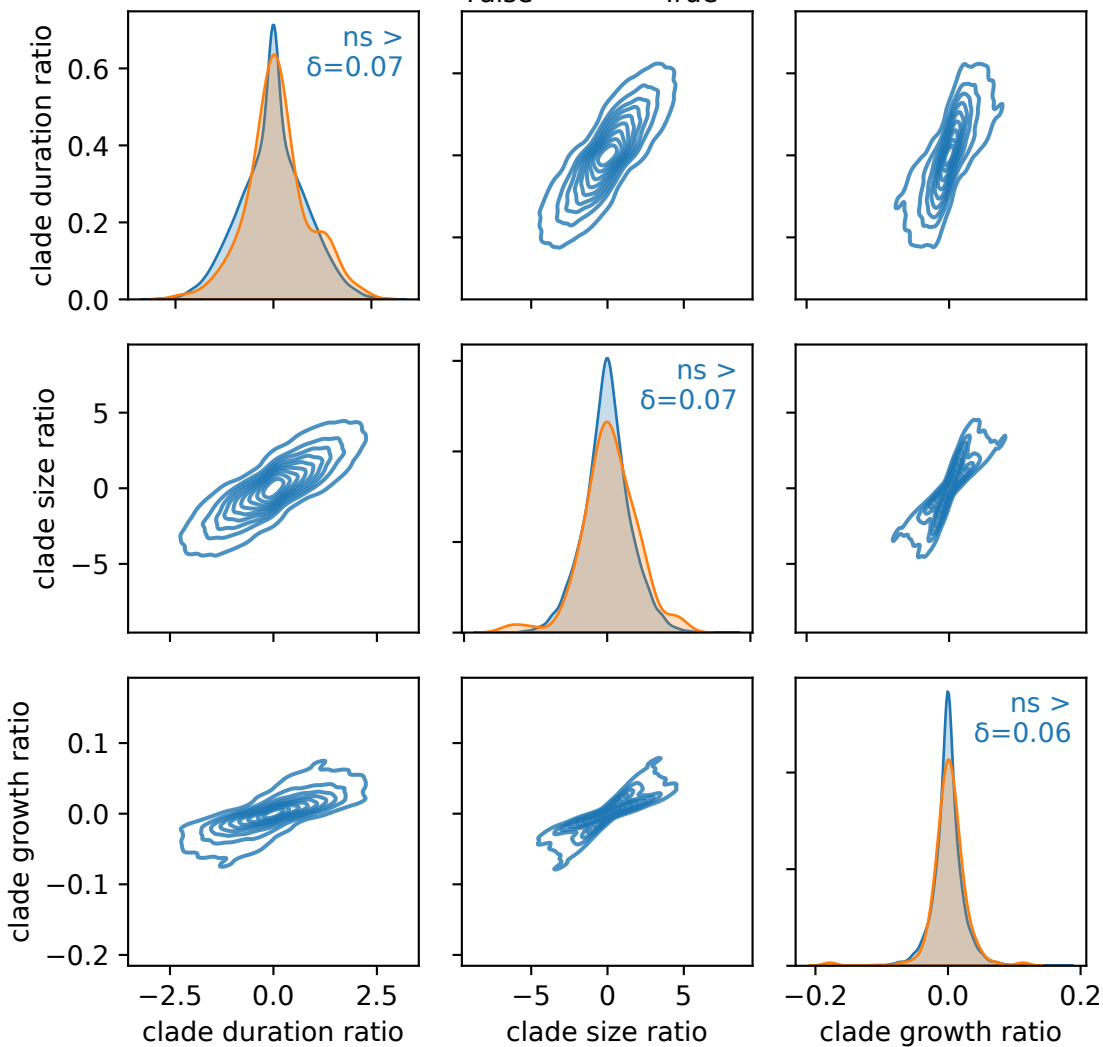 clade duration ratio
0.6
0.4
0.2
0.0
ns >
δ=0.07
clade size ratio
5
0
−5
ns >
δ=0.07
clade growth ratio
0.1
0.0
−0.1
−0.2
ns >
δ=0.06
−2.5 0.0 2.5
−5 0 5
−0.2 0.0 0.2
clade duration ratio
clade size ratio
clade growth ratio